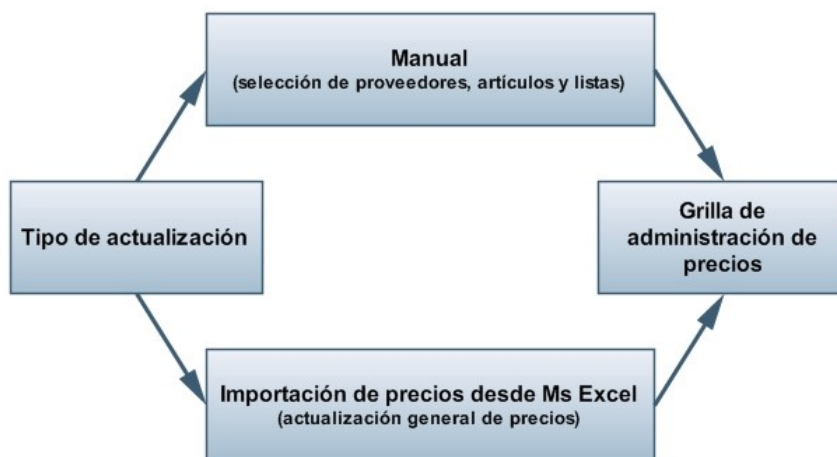 Manual
(selección de proveedores, artículos y listas)
Tipo de actualización
Grilla de
administración de
precios
Importación de precios desde Ms Excel
(actualización general de precios)